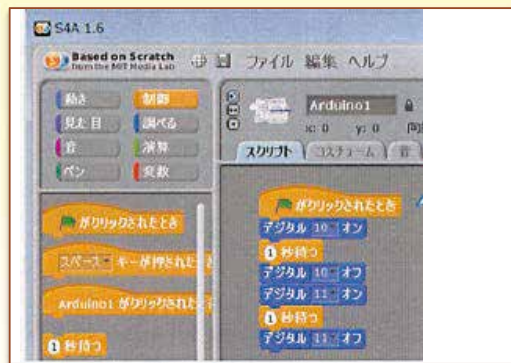 S4A 1.6
Based on Scratch
from the MIT Media Lab
ファイル 編集 ヘルプ
動き 制御
見た目 調べる
音 演算
ペン 変数
Arduino1
x: 0 y: 0
スクリプト コスチューム 音
がクリックされたとき
スペース キーが押された
Arduino1 がクリックされた
1 秒待つ
がクリックされたとき
デジタル 10 オン
1 秒待つ
デジタル 10 オフ
デジタル 11 オン
1 秒待つ
デジタル 11 オフ